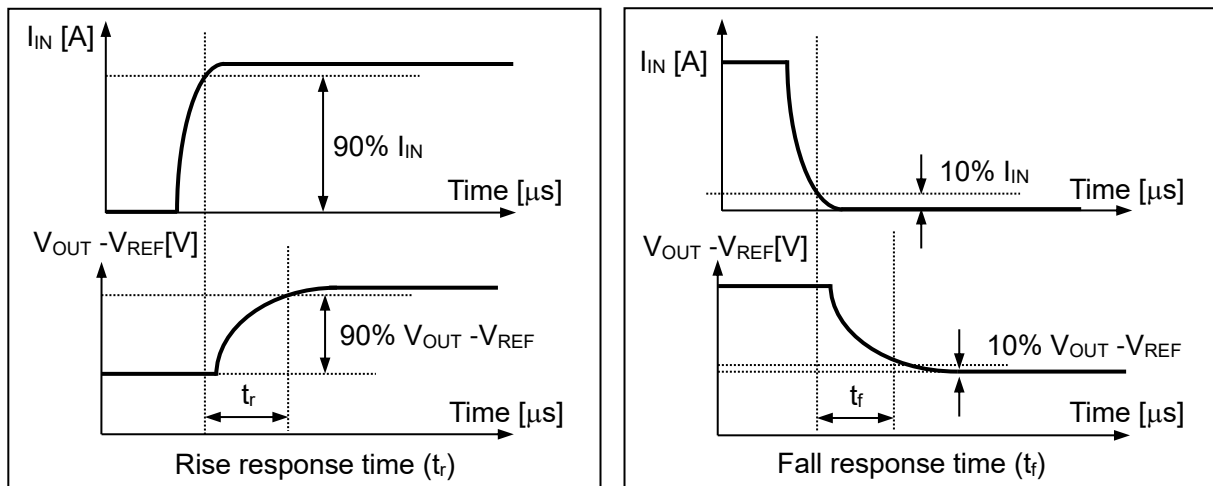 I_IN [A]
90% I_IN
Time [μs]
V_OUT -V_REF[V]
90% V_OUT -V_REF
t_r
Time [μs]
Rise response time (t_r)
I_IN [A]
10% I_IN
Time [μs]
V_OUT -V_REF[V]
10% V_OUT -V_REF
t_f
Time [μs]
Fall response time (t_f)